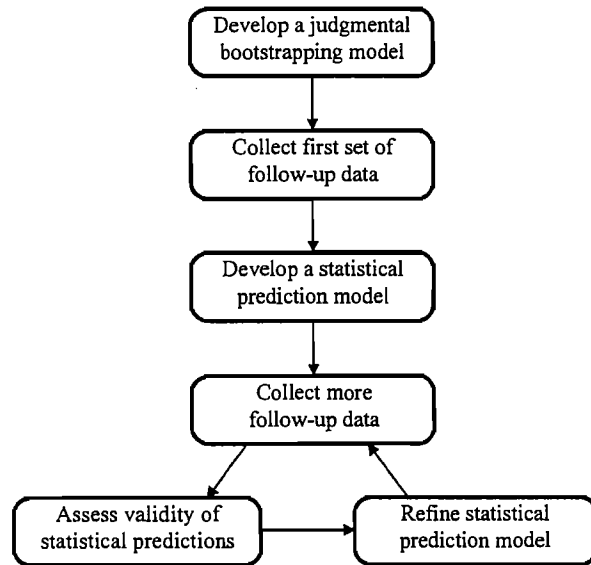 Develop a judgmental
bootstrapping model
Collect first set of
follow-up data
Develop a statistical
prediction model
Collect more
follow-up data
Assess validity of
statistical predictions
Refine statistical
prediction model